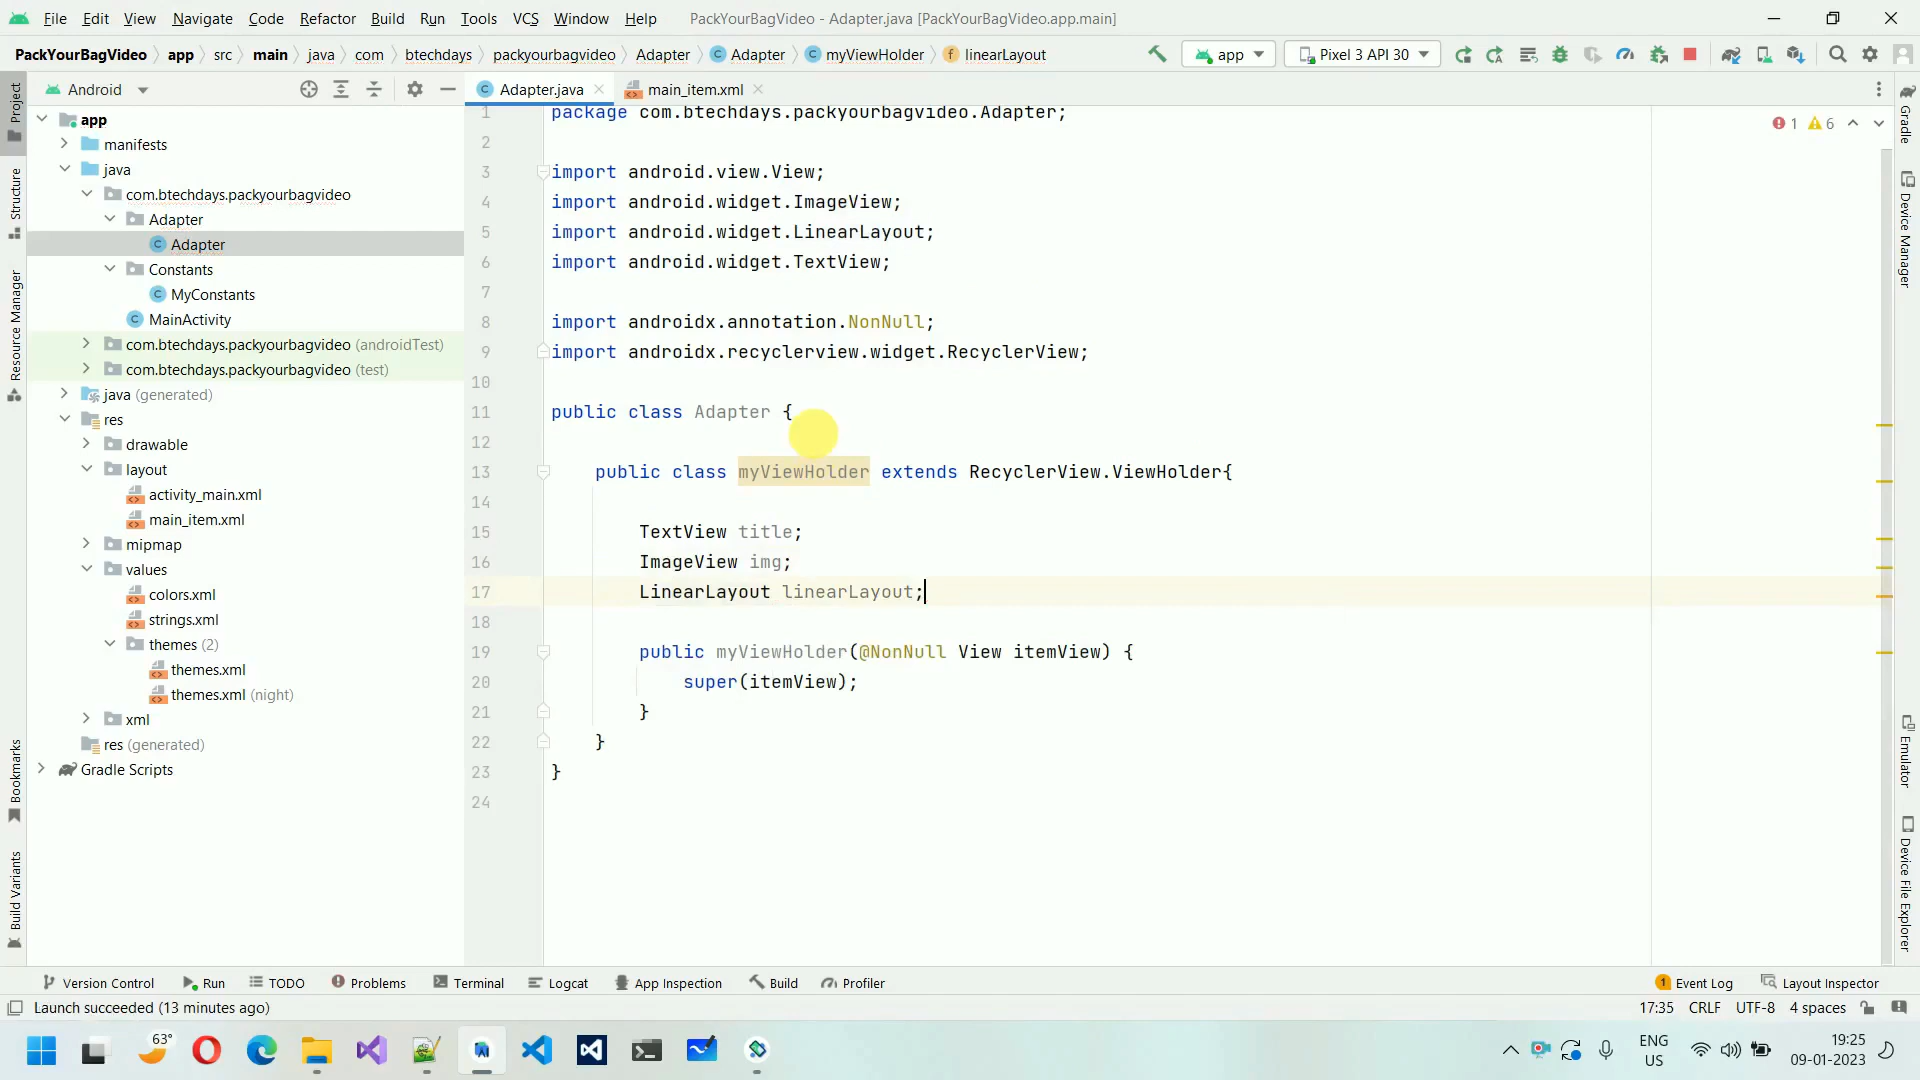 File Edit View Navigate Code Refactor Build Run Tools VCS Window Help PackYourBagVideo - Adapter.java [PackYourBagVideo.app.main]
PackYourBagVideo app src main java com btechdays packyourbagvideo Adapter Adapter myViewHolder linearLayout app Pixel 3 API 30
Android
Adapter.java main_item.xml
Project
Structure
Resource Manager
Bookmarks
Build Variants
app
manifests
java
com.btechdays.packyourbagvideo
Adapter
Adapter
Constants
MyConstants
MainActivity
com.btechdays.packyourbagvideo (androidTest)
com.btechdays.packyourbagvideo (test)
java (generated)
res
drawable
layout
activity_main.xml
main_item.xml
mipmap
values
colors.xml
strings.xml
themes (2)
themes.xml
themes.xml (night)
xml
res (generated)
Gradle Scripts
1 package com.btechdays.packyourbagvideo.Adapter;
2
3 import android.view.View;
4 import android.widget.ImageView;
5 import android.widget.LinearLayout;
6 import android.widget.TextView;
7
8 import androidx.annotation.NonNull;
9 import androidx.recyclerview.widget.RecyclerView;
10
11 public class Adapter {
12
13 public class myViewHolder extends RecyclerView.ViewHolder{
14
15 TextView title;
16 ImageView img;
17 LinearLayout linearLayout;
18
19 public myViewHolder(@NonNull View itemView) {
20 super(itemView);
21 }
22 }
23 }
24
1 6
Gradle
Device Manager
Emulator
Device File Explorer
Version Control Run TODO Problems Terminal Logcat App Inspection Build Profiler 1 Event Log Layout Inspector
Launch succeeded (13 minutes ago) 17:35 CRLF UTF-8 4 spaces
63° ENG
US
19:25
09-01-2023